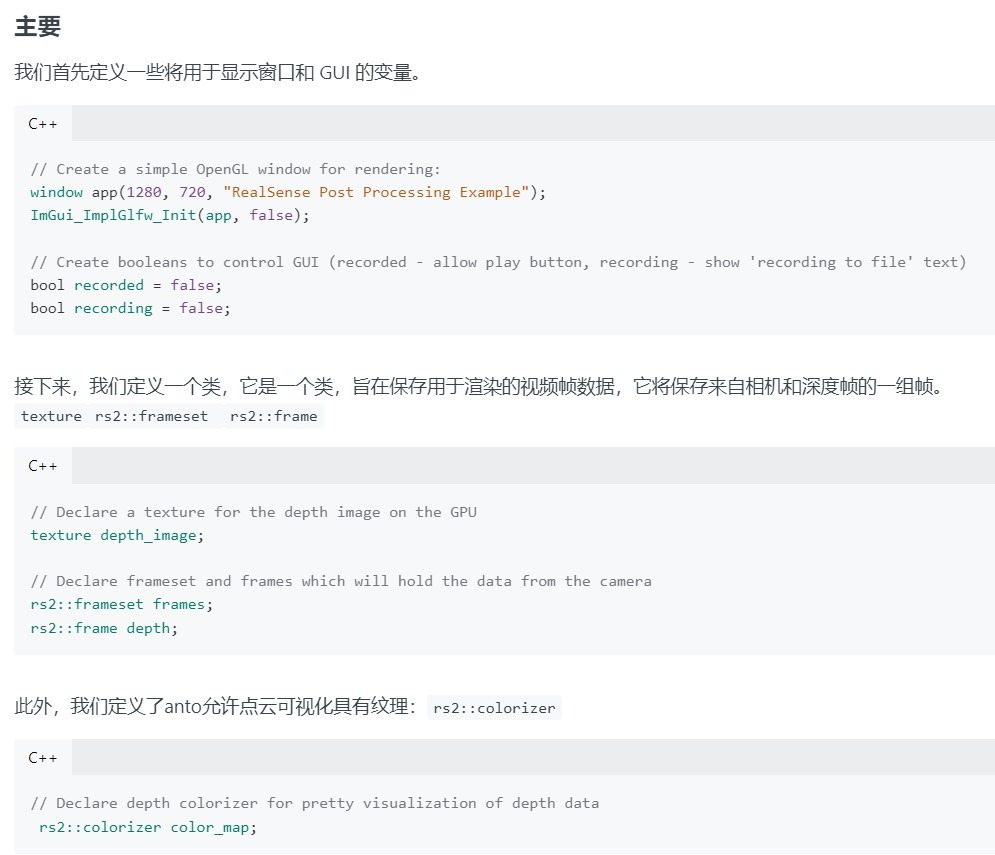 主要
我们首先定义一些将用于显示窗口和 GUI 的变量。
C++
// Create a simple OpenGL window for rendering:
window app(1280, 720, "RealSense Post Processing Example");
ImGui_ImplGlfw_Init(app, false);
// Create booleans to control GUI (recorded - allow play button, recording - show 'recording to file' text)
bool recorded = false;
bool recording = false;
接下来，我们定义一个类，它是一个类，旨在保存用于渲染的视频帧数据，它将保存来自相机和深度帧的一组帧。
texture rs2::frameset rs2::frame
C++
// Declare a texture for the depth image on the GPU
texture depth_image;
// Declare frameset and frames which will hold the data from the camera
rs2::frameset frames;
rs2::frame depth;
此外，我们定义了anto允许点云可视化具有纹理： rs2::colorizer
C++
// Declare depth colorizer for pretty visualization of depth data
rs2::colorizer color_map;